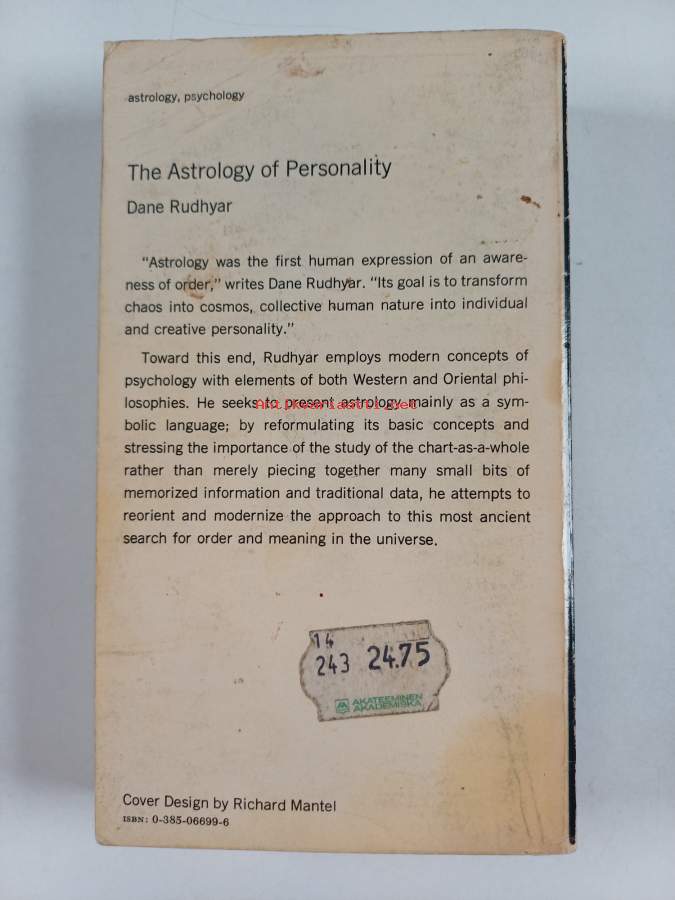 astrology, psychology
The Astrology of Personality
Dane Rudhyar
“Astrology was the first human expression of an aware-
ness of order,” writes Dane Rudhyar. “Its goal is to transform
chaos into cosmos, collective human nature into individual
and creative personality.”
Toward this end, Rudhyar employs modern concepts of
psychology with elements of both Western and Oriental phi-
losophies. He seeks to present astrology mainly as a sym-
Antikvariaatti.net
bolic language; by reformulating its basic concepts and
stressing the importance of the study of the chart-as-a-whole
rather than merely piecing together many small bits of
memorized information and traditional data, he attempts to
reorient and modernize the approach to this most ancient
search for order and meaning in the universe.
14
243 24.75
AKATEEMINEN
AKADEMISKA
Cover Design by Richard Mantel
ISBN: 0-385-06699-6